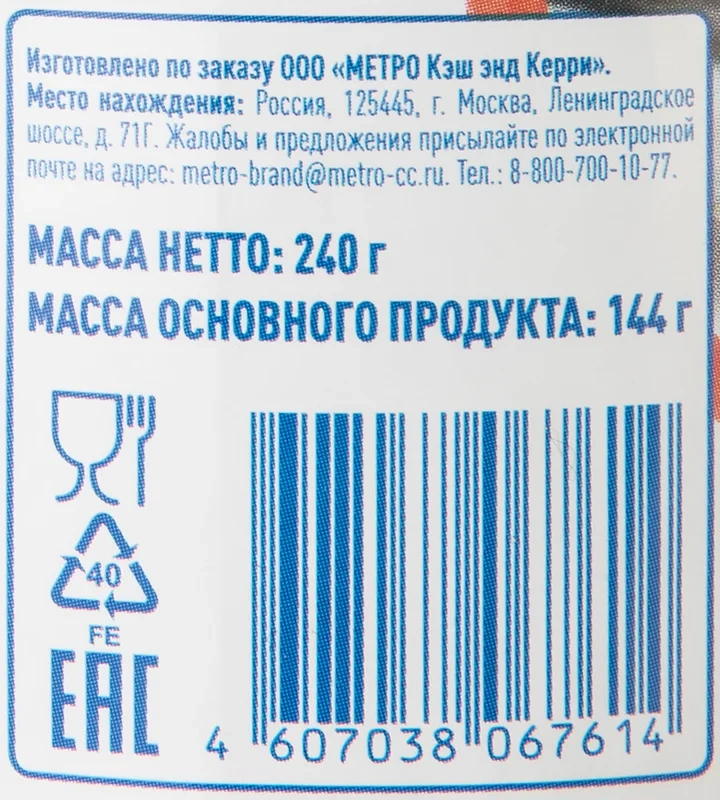 Изготовлено по заказу ООО «МЕТРО Кэш энд Керри».
Место нахождения: Россия, 125445, г. Москва, Ленинградское
шоссе, д. 71Г. Жалобы и предложения присылайте по электронной
почте на адрес: metro-brand@metro-cc.ru. Тел.: 8-800-700-10-77.
МАССА НЕТТО: 240 г
МАССА ОСНОВНОГО ПРОДУКТА: 144 г
40
FE
EAC
4 607038 067614